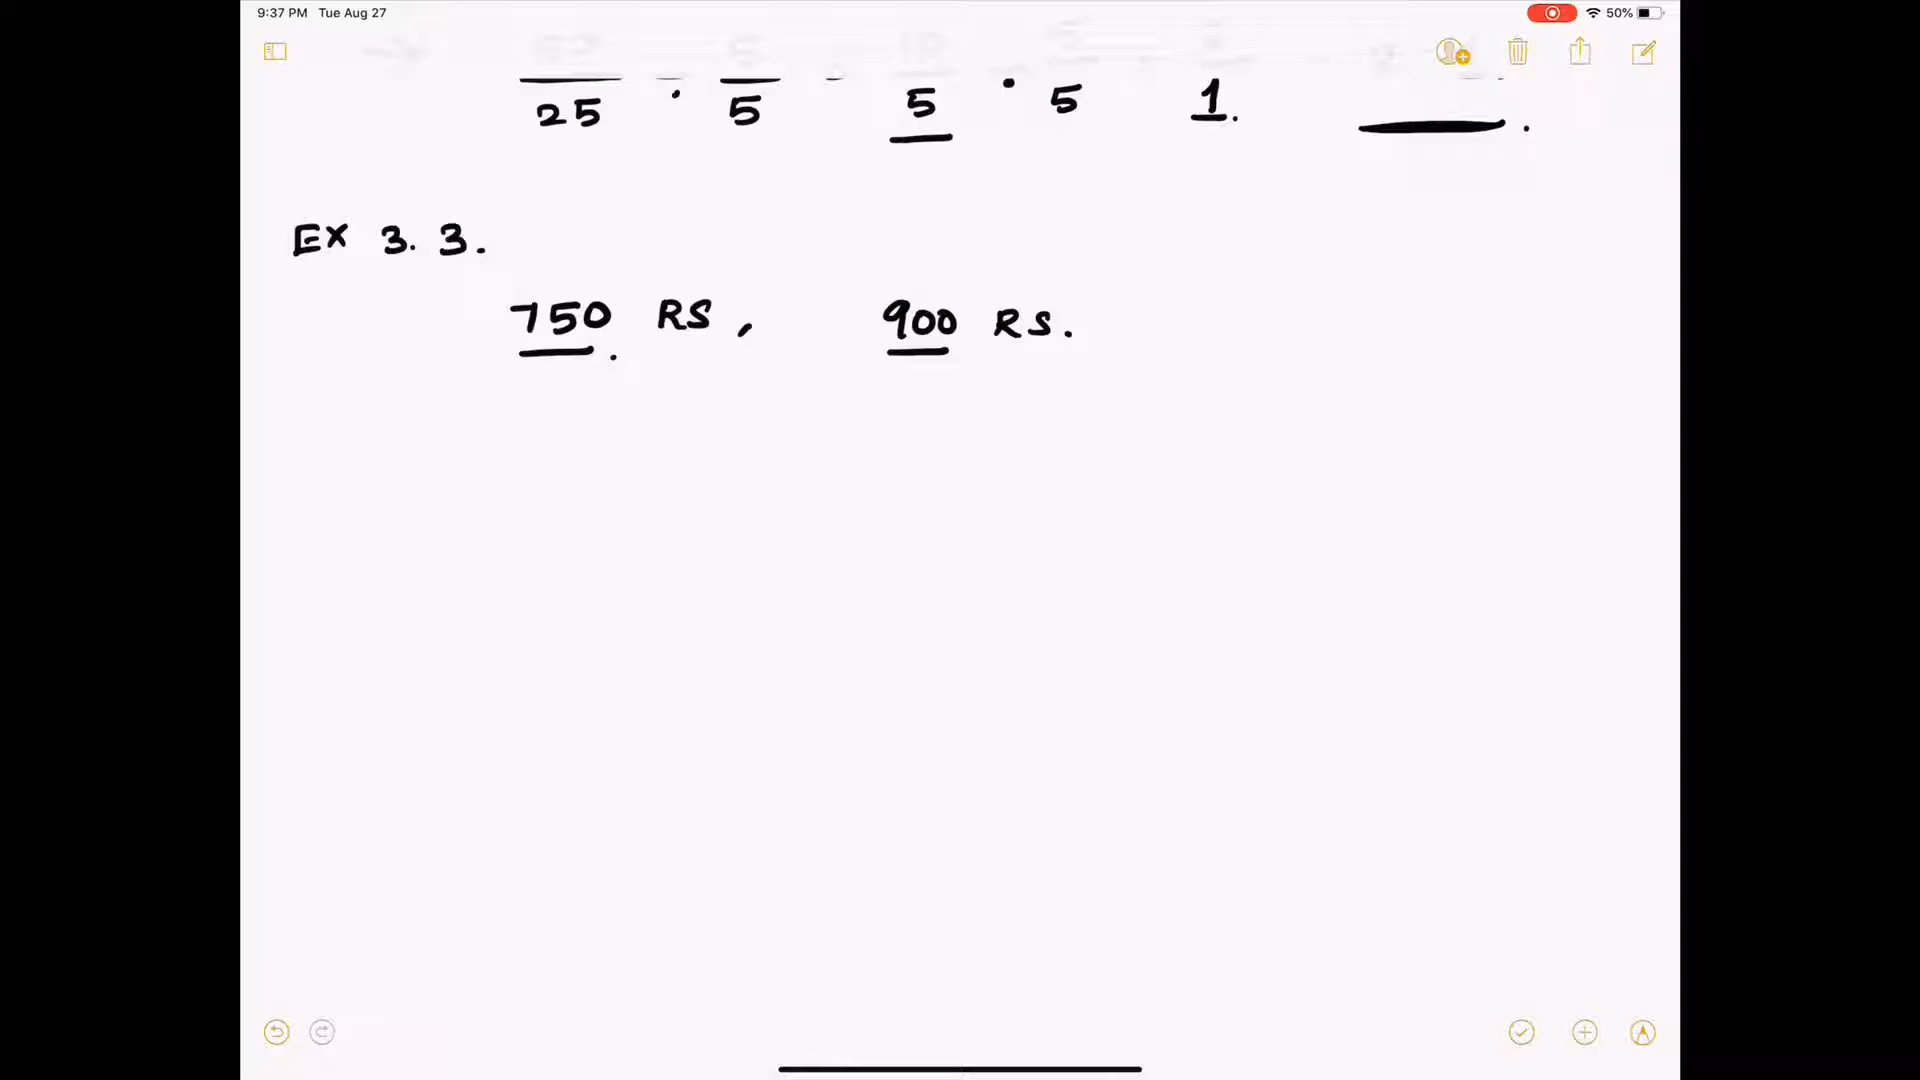 9:37 PM Tue Aug 27 50%
25 . 5 5 . 5 1.
EX 3. 3.
750 RS, 900 RS.